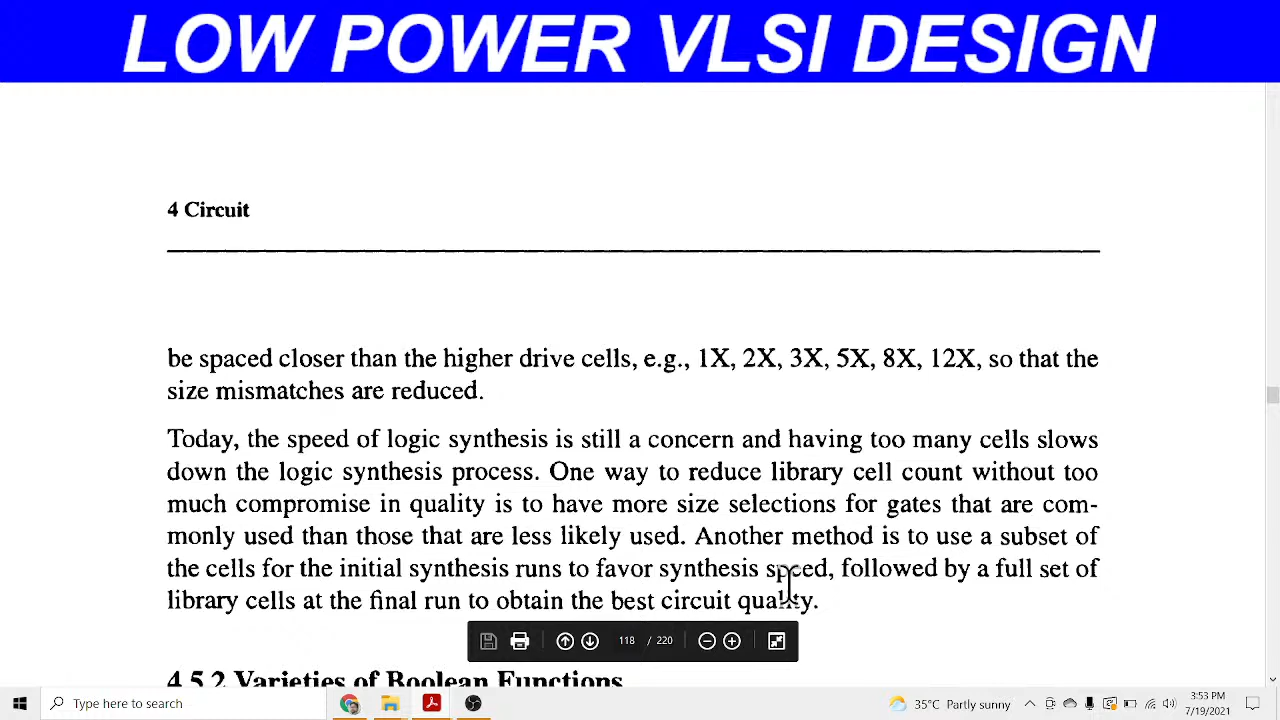 LOW POWER VLSI DESIGN
4 Circuit
be spaced closer than the higher drive cells, e.g., 1X, 2X, 3X, 5X, 8X, 12X, so that the
size mismatches are reduced.
Today, the speed of logic synthesis is still a concern and having too many cells slows
down the logic synthesis process. One way to reduce library cell count without too
much compromise in quality is to have more size selections for gates that are com-
monly used than those that are less likely used. Another method is to use a subset of
the cells for the initial synthesis runs to favor synthesis speed, followed by a full set of
library cells at the final run to obtain the best circuit quality.
118 / 220
4.5.2 Varieties of Boolean Functions
Type here to search
35°C Partly sunny
3:53 PM
7/19/2021